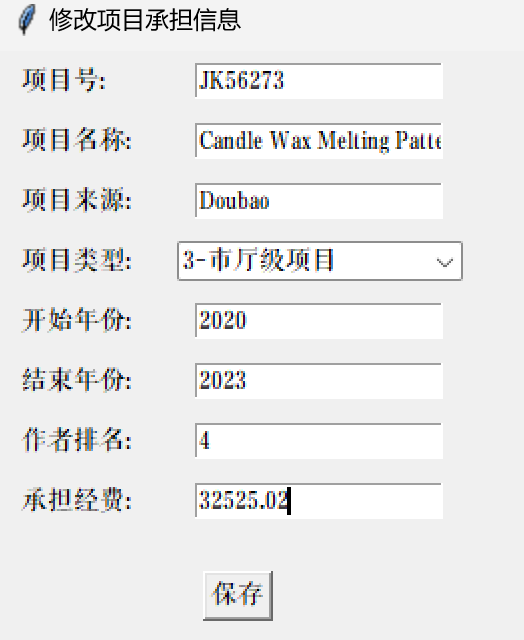 修改项目承担信息
项目号: JK56273
项目名称: Candle Wax Melting Patte
项目来源: Doubao
项目类型: 3-市厅级项目
开始年份: 2020
结束年份: 2023
作者排名: 4
承担经费: 32525.02
保存